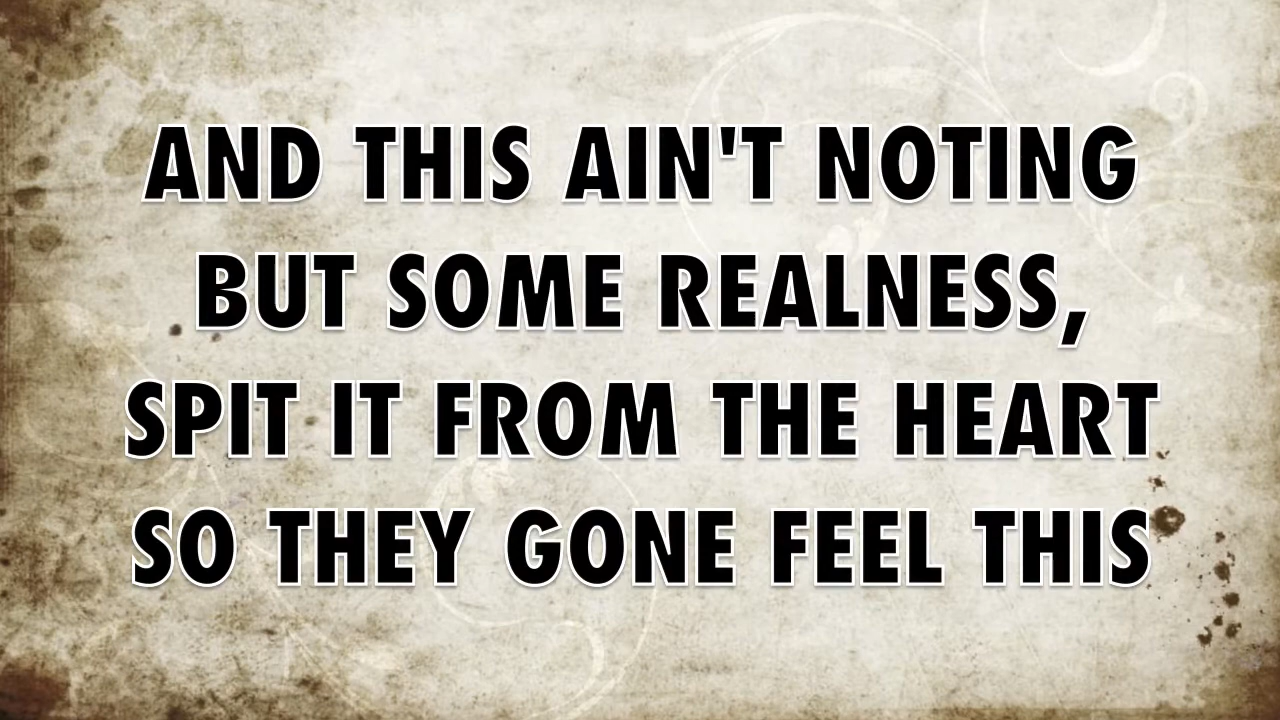 AND THIS AIN'T NOTING
BUT SOME REALNESS,
SPIT IT FROM THE HEART
SO THEY GONE FEEL THIS